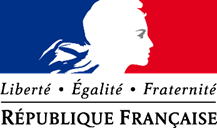 Liberté • Égalité • Fraternité
RÉPUBLIQUE FRANÇAISE